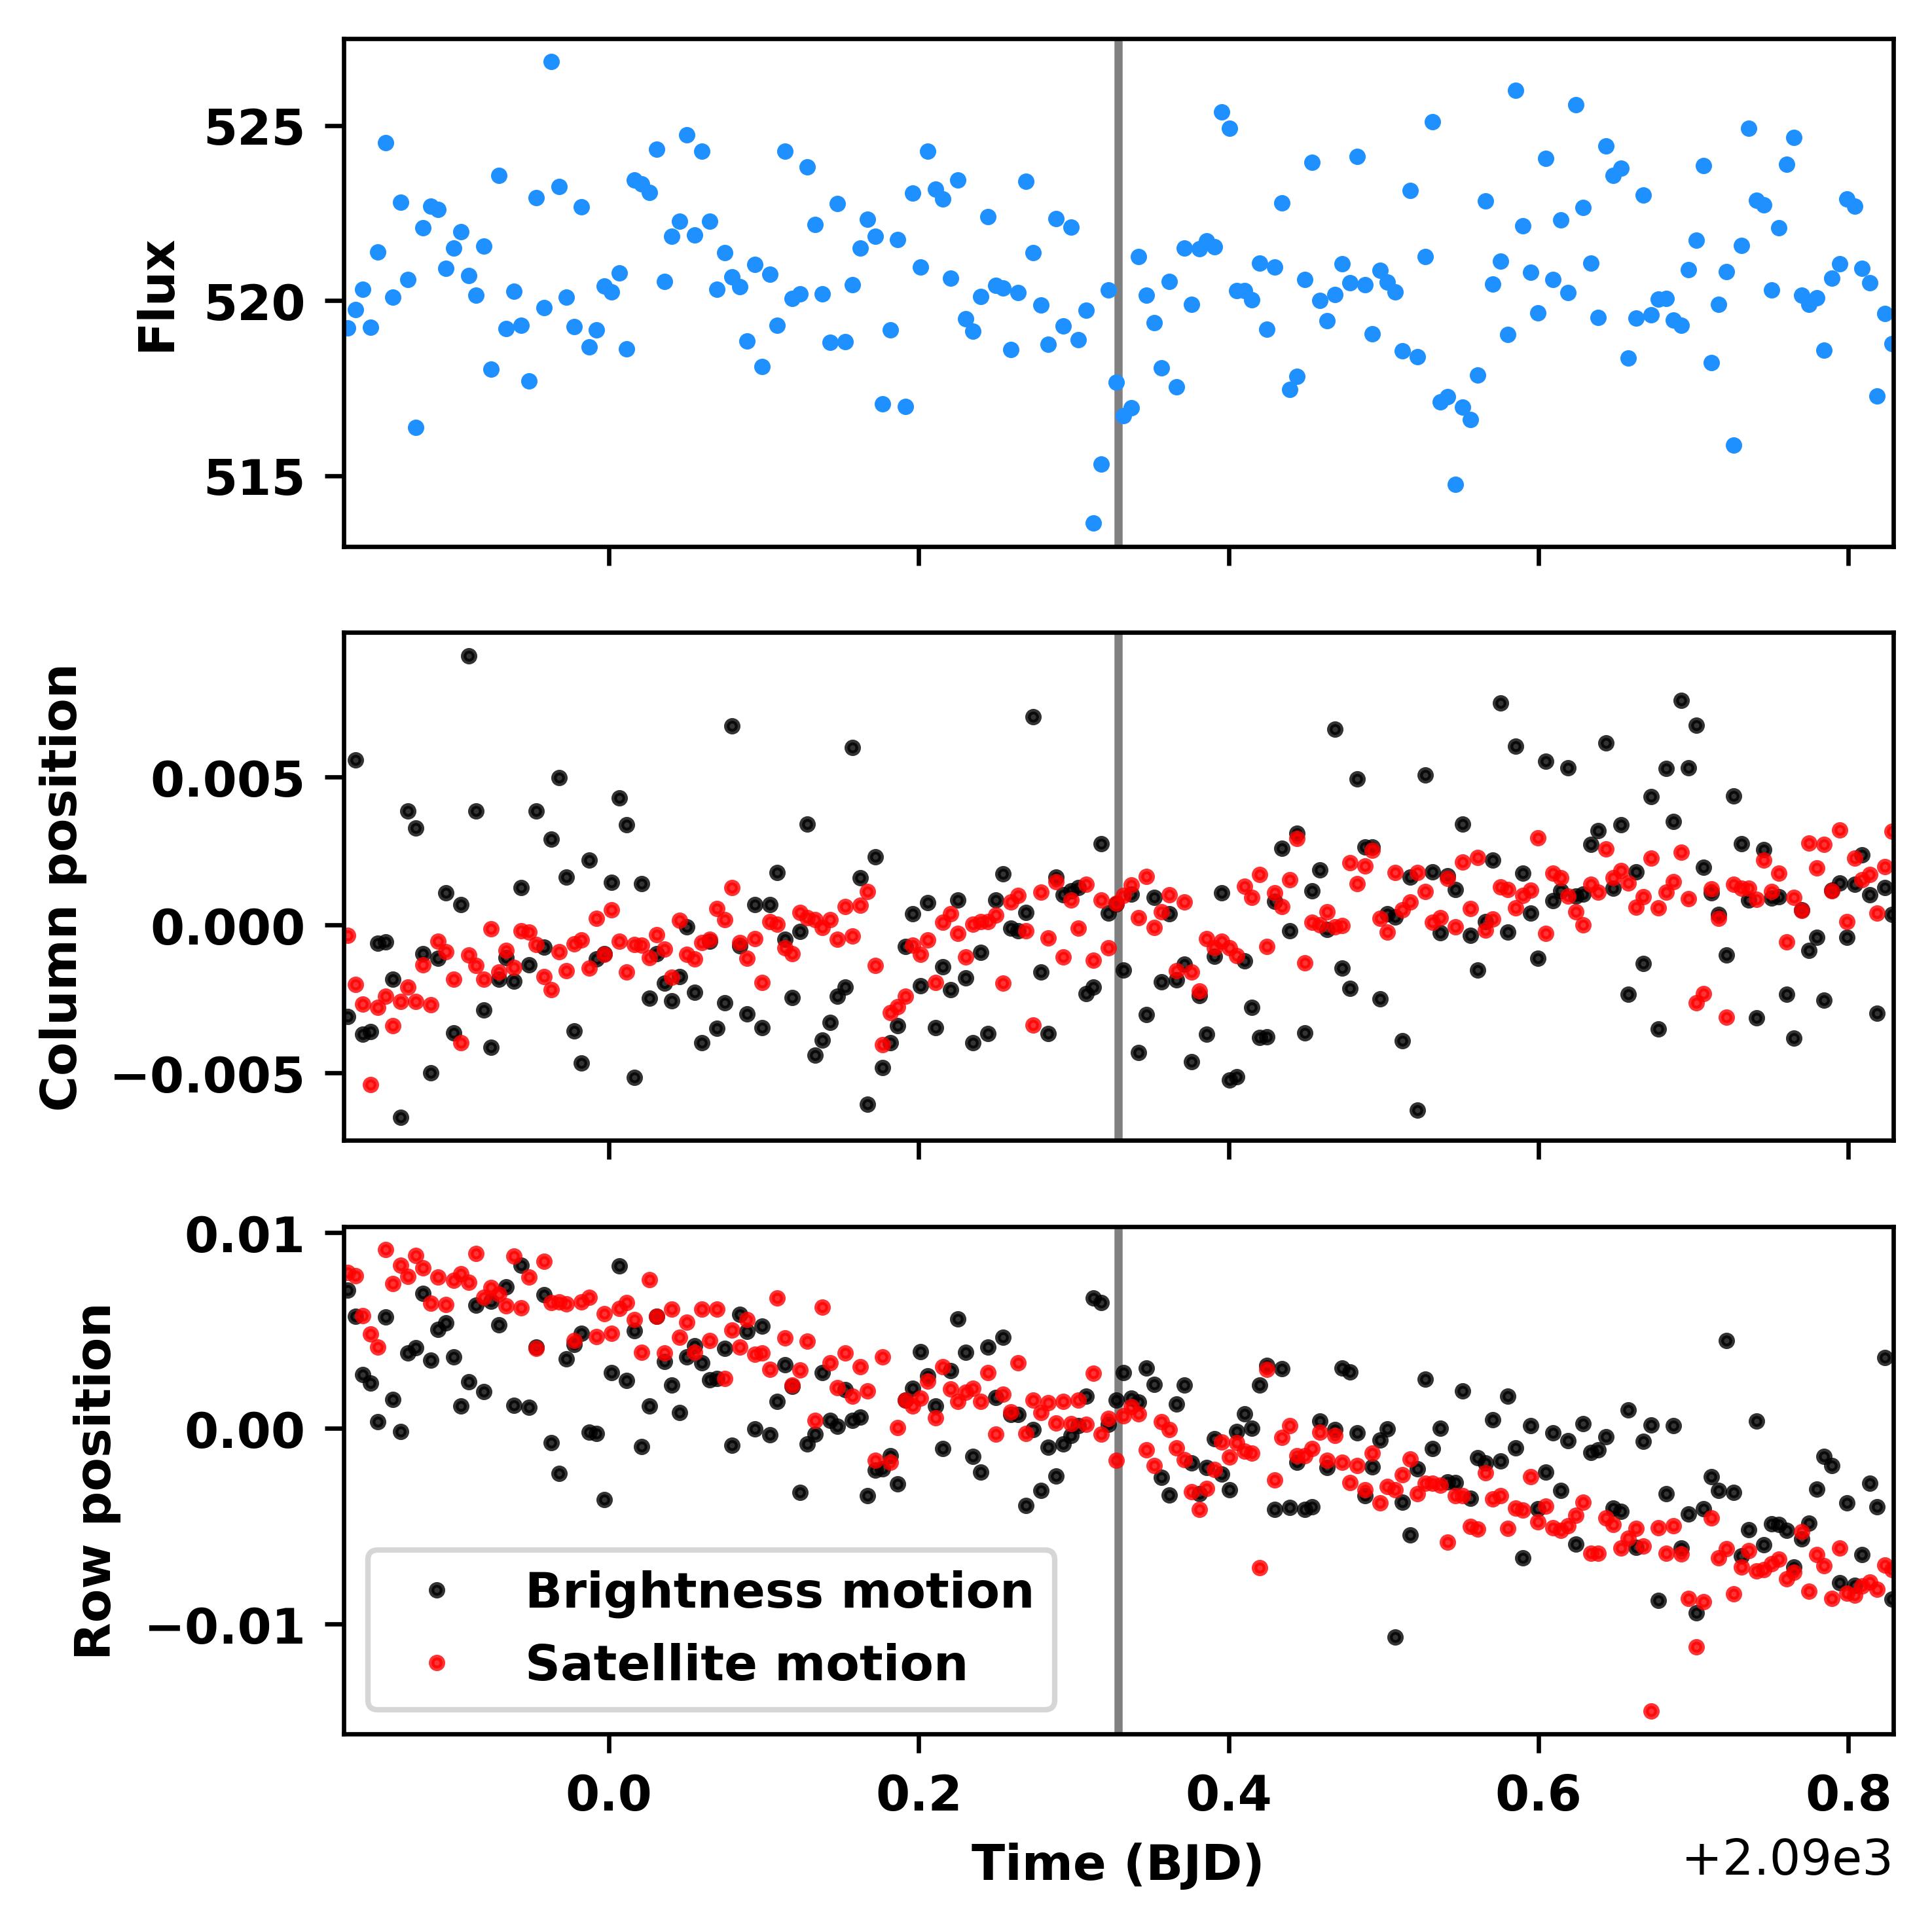 Flux
525
520
515
Column position
0.005
0.000
−0.005
Row position
0.01
0.00
−0.01
Brightness motion
Satellite motion
0.0 0.2 0.4 0.6 0.8
Time (BJD)
+2.09e3